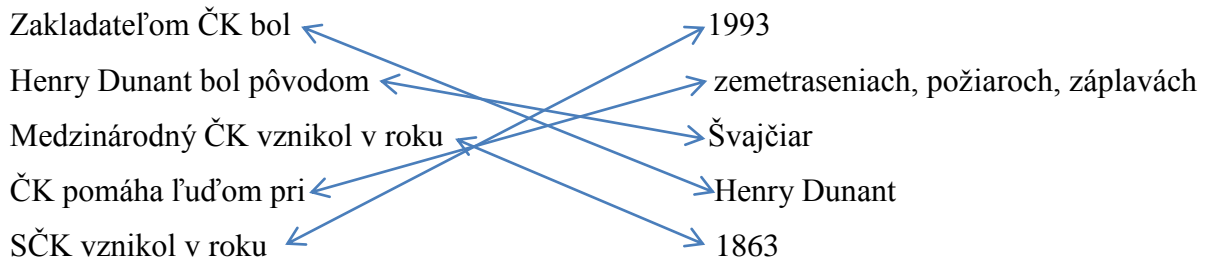 Zakladateľom ČK bol 1993
Henry Dunant bol pôvodom zemetraseniach, požiaroch, záplavách
Medzinárodný ČK vznikol v roku Švajčiar
ČK pomáha ľuďom pri Henry Dunant
SČK vznikol v roku 1863